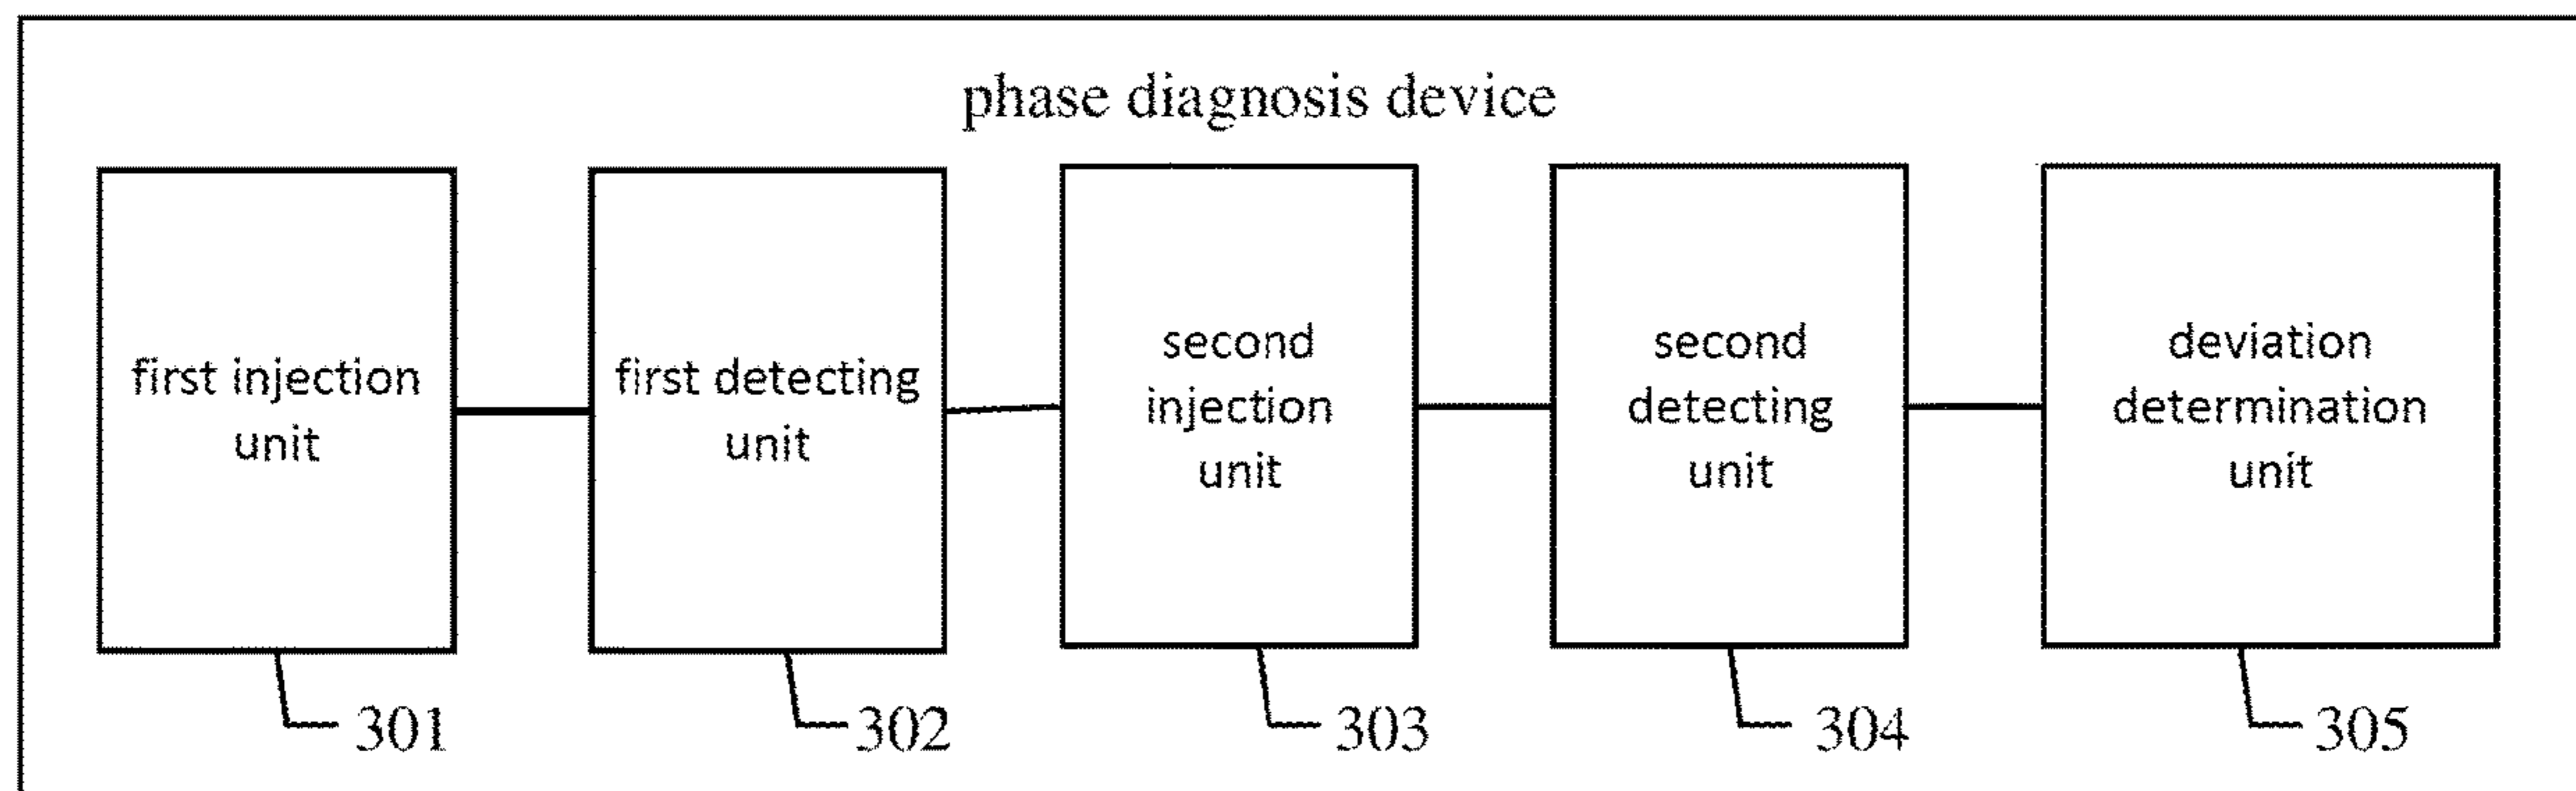 phase diagnosis device
first injection
unit
first detecting
unit
second
injection
unit
second
detecting
unit
deviation
determination
unit
301
302
303
304
305